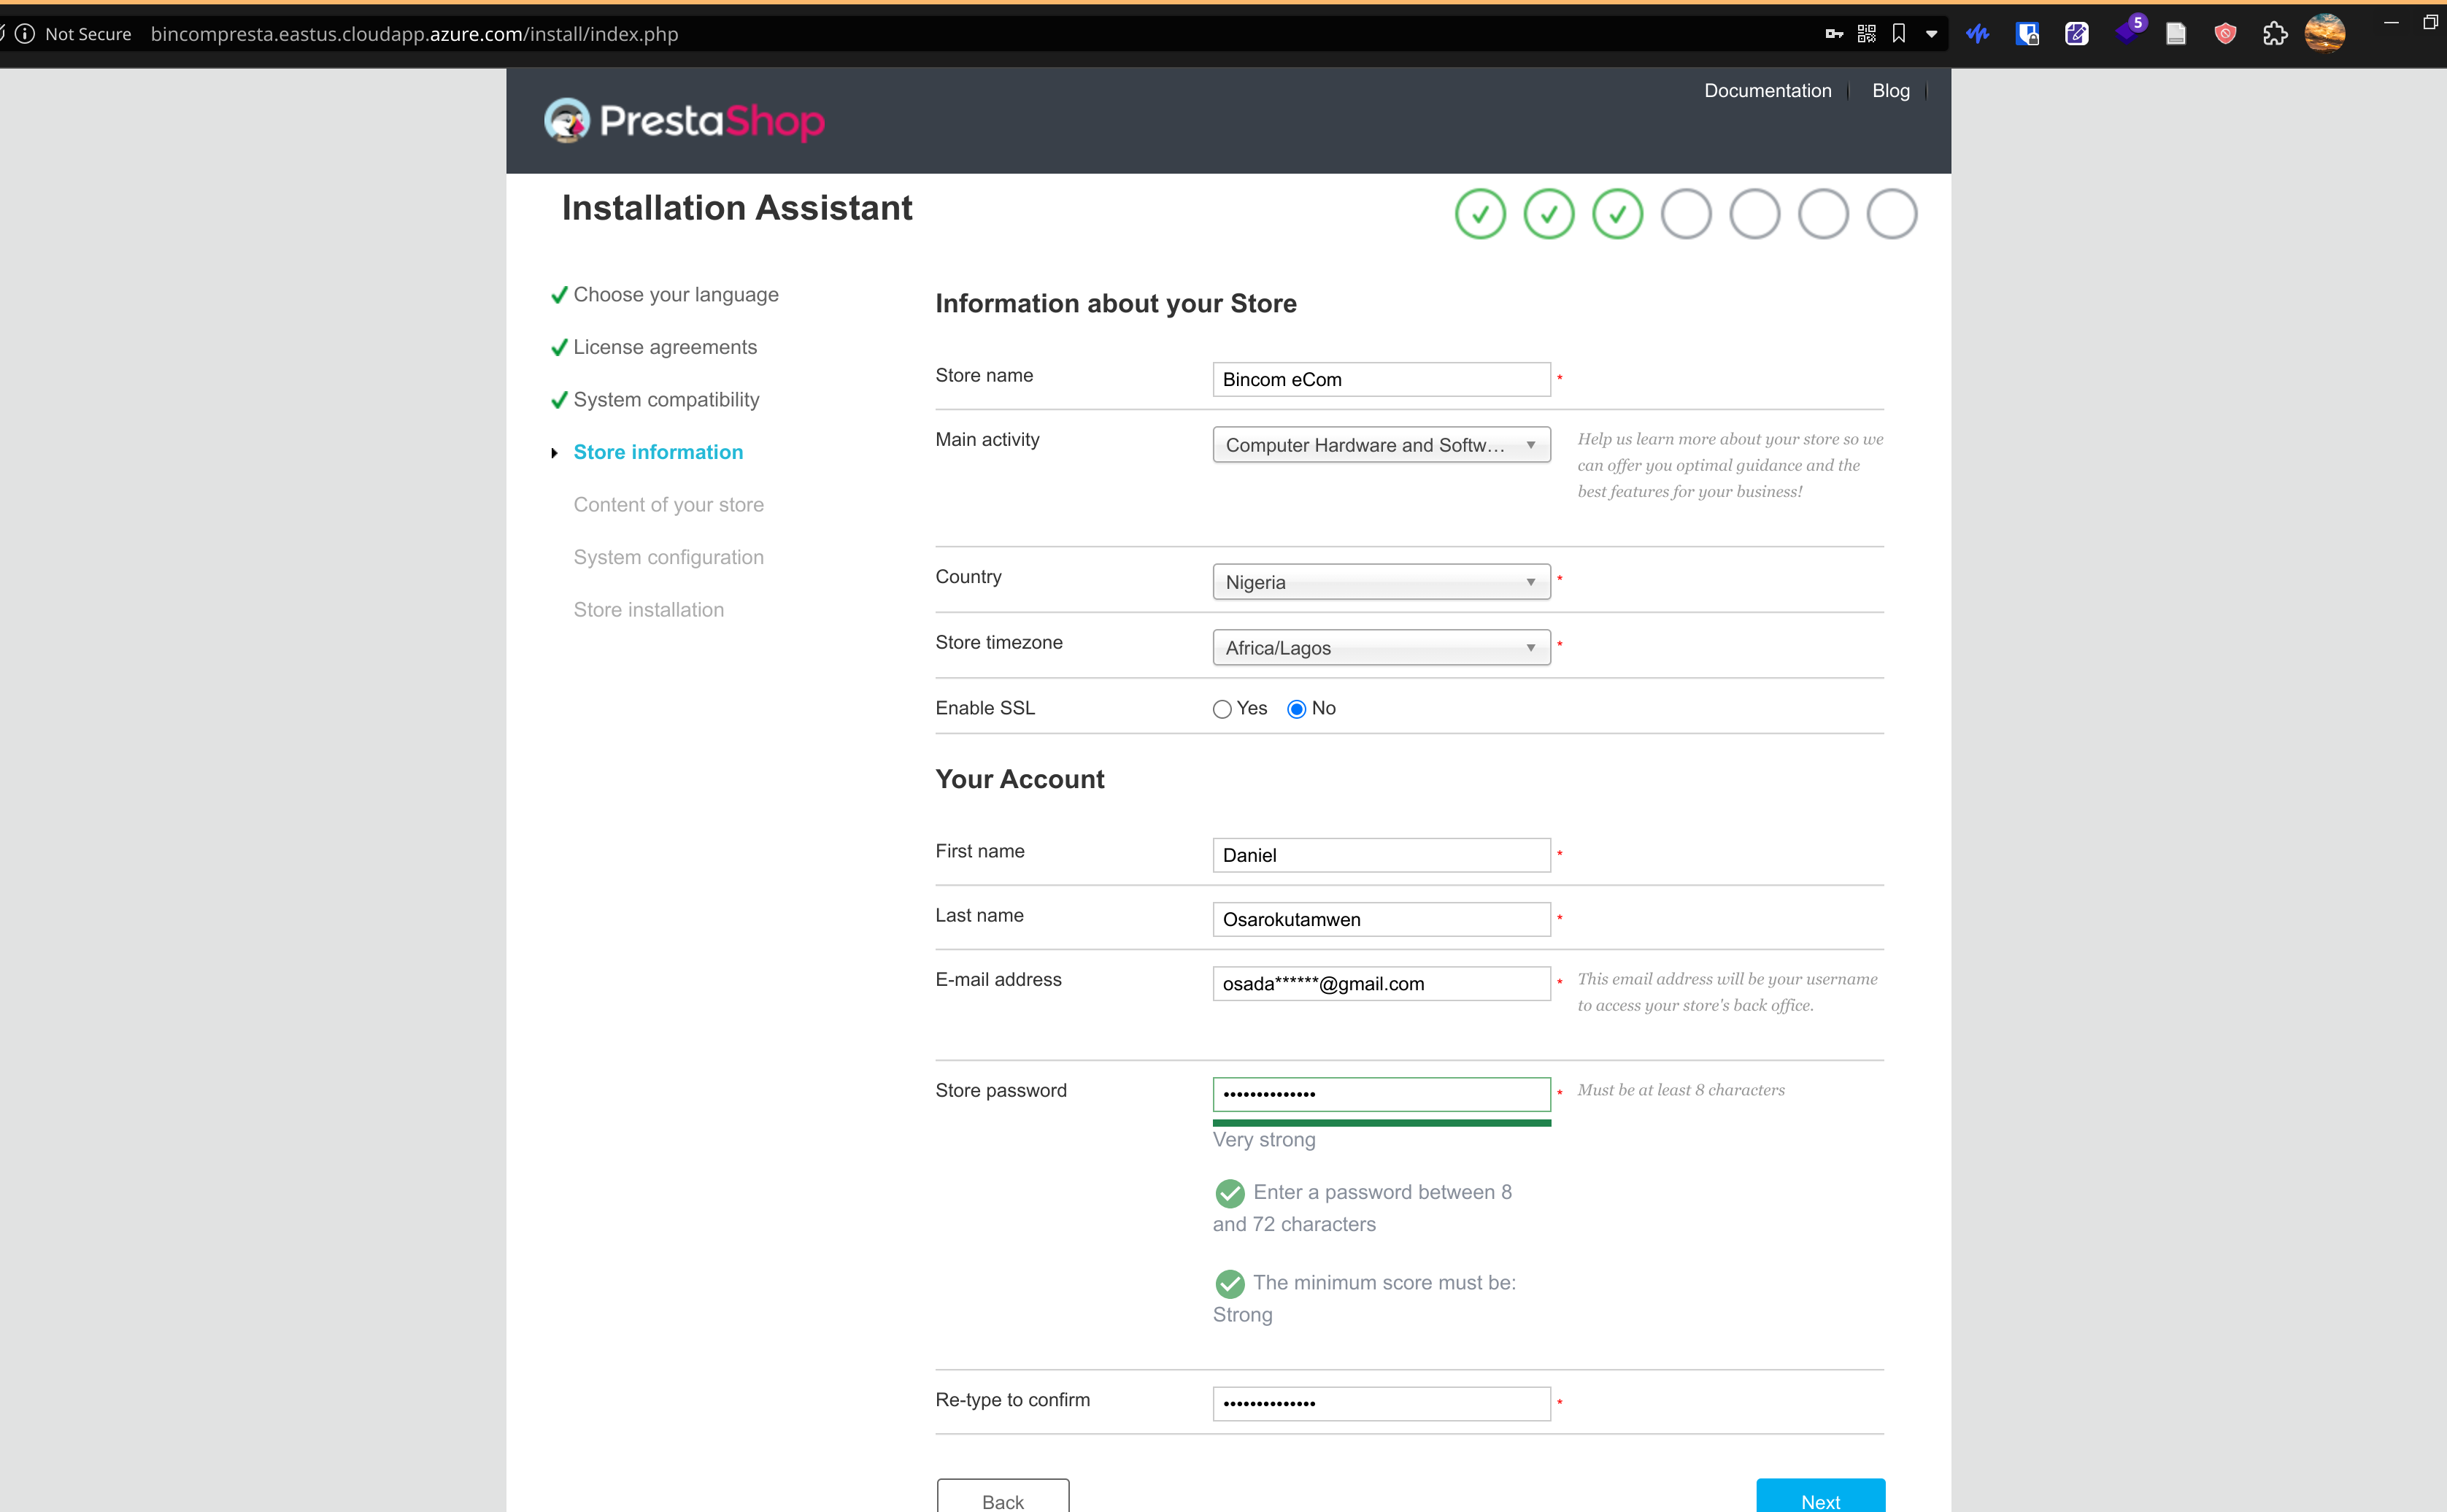 Not Secure bincompresta.eastus.cloudapp.azure.com/install/index.php
5
Documentation Blog
PrestaShop
Installation Assistant
Choose your language
License agreements
System compatibility
Store information
Content of your store
System configuration
Store installation
Information about your Store
Store name Bincom eCom *
Main activity Computer Hardware and Softw... Help us learn more about your store so we
can offer you optimal guidance and the
best features for your business!
Country Nigeria *
Store timezone Africa/Lagos *
Enable SSL Yes No
Your Account
First name Daniel *
Last name Osarokutamwen *
E-mail address osada******@gmail.com * This email address will be your username
to access your store's back office.
Store password •••••••••••••• * Must be at least 8 characters
Very strong
Enter a password between 8
and 72 characters
The minimum score must be:
Strong
Re-type to confirm •••••••••••••• *
Back Next